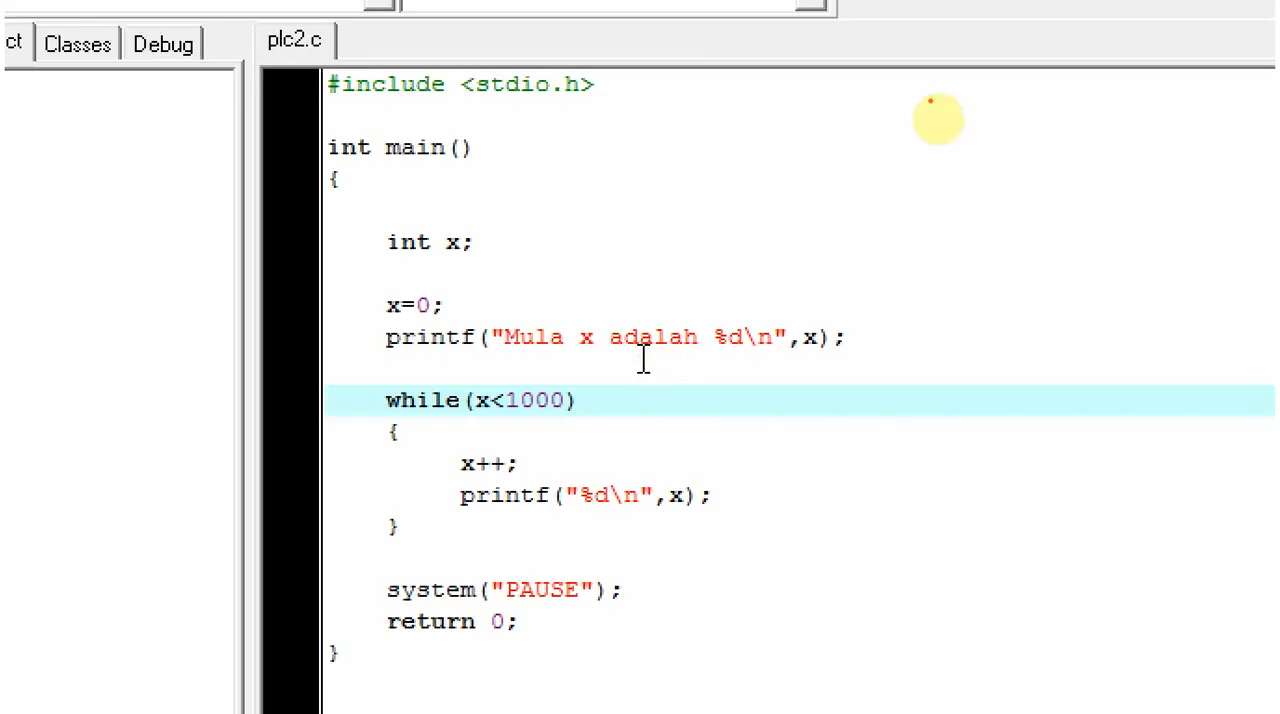 ct Classes Debug plc2.c
#include <stdio.h>
int main()
{
int x;
x=0;
printf("Mula x adalah %d\n",x);
while(x<1000)
{
x++;
printf("%d\n",x);
}
system("PAUSE");
return 0;
}